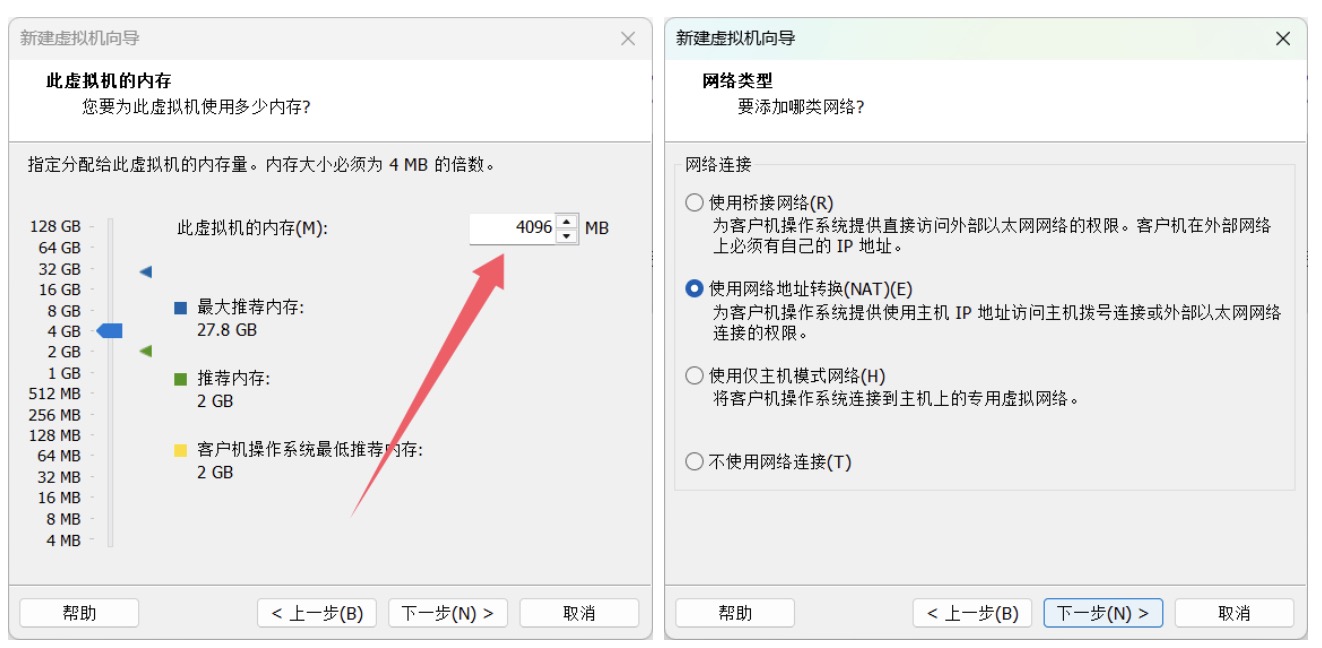 新建虚拟机向导
此虚拟机的内存
您要为此虚拟机使用多少内存?
指定分配给此虚拟机的内存量。内存大小必须为 4 MB 的倍数。
128 GB
64 GB
32 GB
16 GB
8 GB
4 GB
2 GB
1 GB
512 MB
256 MB
128 MB
64 MB
32 MB
16 MB
8 MB
4 MB
此虚拟机的内存(M):
4096 MB
最大推荐内存:
27.8 GB
推荐内存:
2 GB
客户机操作系统最低推荐内存:
2 GB
帮助
< 上一步(B)
下一步(N) >
取消
新建虚拟机向导
网络类型
要添加哪类网络?
网络连接
使用桥接网络(R)
为客户机操作系统提供直接访问外部以太网网络的权限。客户机在外部网络
上必须有自己的 IP 地址。
使用网络地址转换(NAT)(E)
为客户机操作系统提供使用主机 IP 地址访问主机拨号连接或外部以太网网络
连接的权限。
使用仅主机模式网络(H)
将客户机操作系统连接到主机上的专用虚拟网络。
不使用网络连接(T)
帮助
< 上一步(B)
下一步(N) >
取消